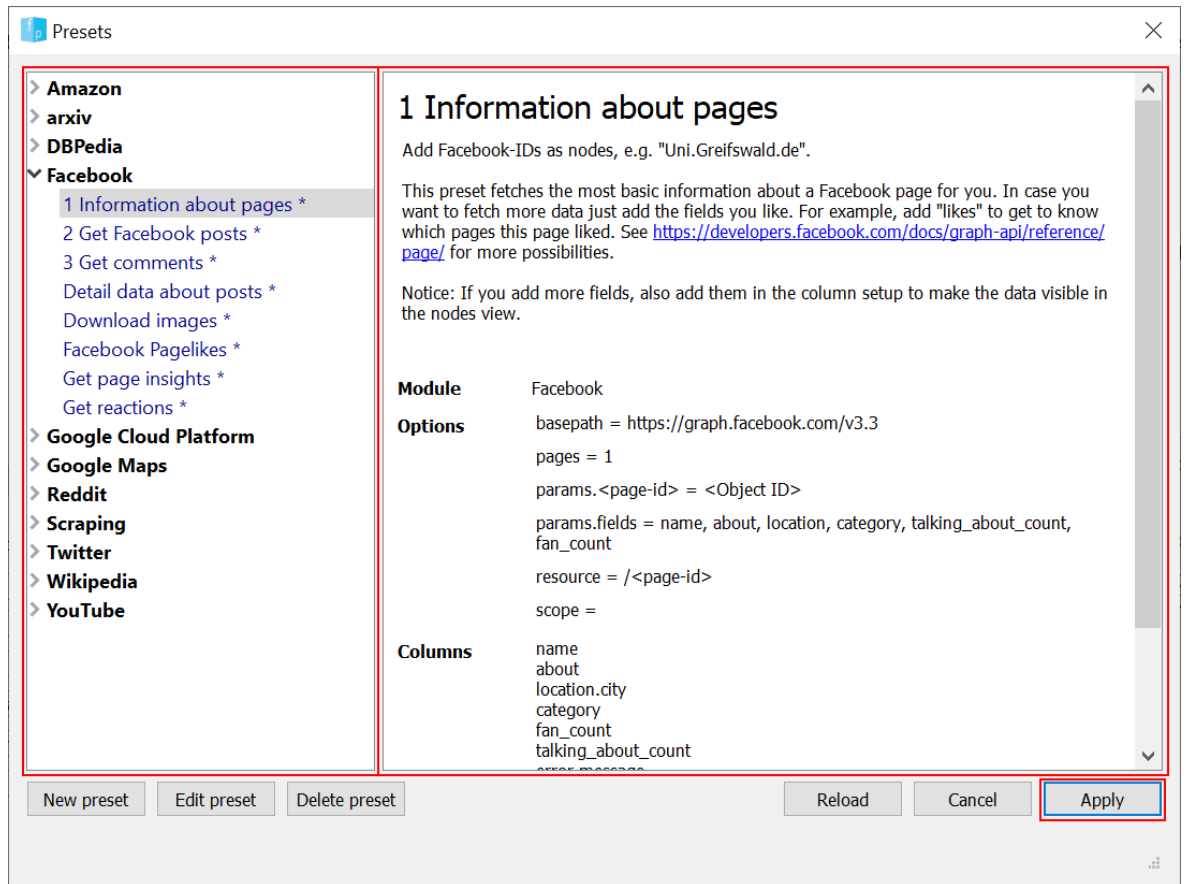 Presets
Amazon
arxiv
DBPedia
Facebook
1 Information about pages *
2 Get Facebook posts *
3 Get comments *
Detail data about posts *
Download images *
Facebook Pagelikes *
Get page insights *
Get reactions *
Google Cloud Platform
Google Maps
Reddit
Scraping
Twitter
Wikipedia
YouTube
1 Information about pages
Add Facebook-IDs as nodes, e.g. "Uni.Greifswald.de".
This preset fetches the most basic information about a Facebook page for you. In case you
want to fetch more data just add the fields you like. For example, add "likes" to get to know
which pages this page liked. See https://developers.facebook.com/docs/graph-api/reference/
page/ for more possibilities.
Notice: If you add more fields, also add them in the column setup to make the data visible in
the nodes view.
Module Facebook
Options basepath = https://graph.facebook.com/v3.3
pages = 1
params.<page-id> = <Object ID>
params.fields = name, about, location, category, talking_about_count,
fan_count
resource = /<page-id>
scope =
Columns name
about
location.city
category
fan_count
talking_about_count
New preset Edit preset Delete preset Reload Cancel Apply